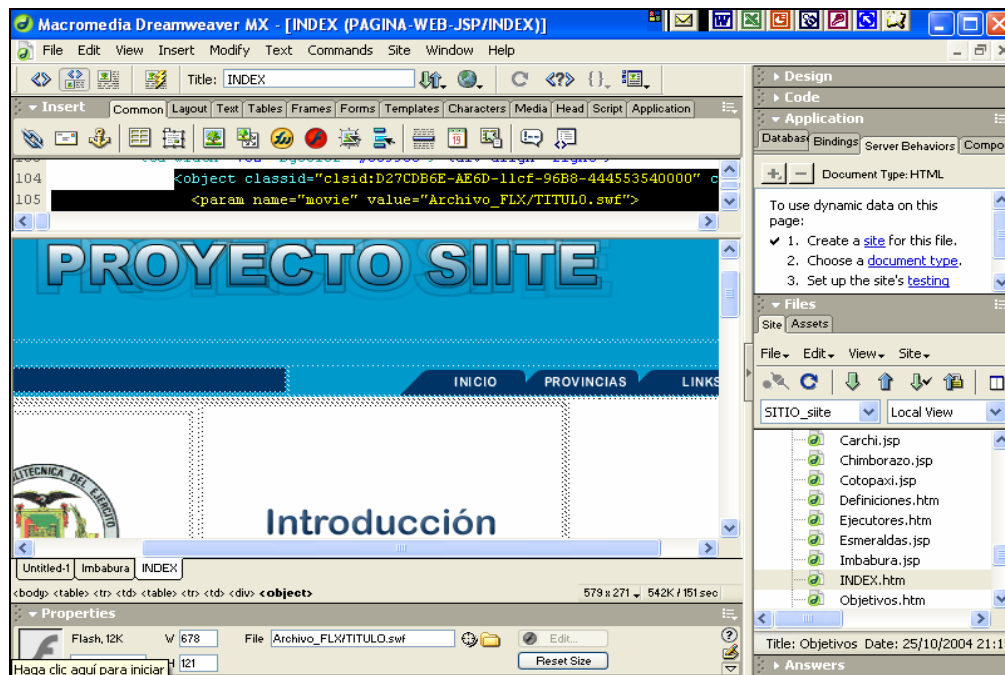 Macromedia Dreamweaver MX - [INDEX (PAGINA-WEB-JSP/INDEX)]
File Edit View Insert Modify Text Commands Site Window Help
Title: INDEX
Insert Common Layout Text Tables Frames Forms Templates Characters Media Head Script Application
104 <object classid="clsid:D27CDB6E-AE6D-11cf-96B8-444553540000" c
105 <param name="movie" value="Archivo_FLX/TITULO.swf">
PROYECTO SIITE
INICIO PROVINCIAS LINKS
POLITECNICA DEL EJERCITO
Introducción
Untitled-1 Imbabura INDEX
<body> <table> <tr> <td> <table> <tr> <td> <div> <object> 579 x 271 542K / 151 sec
Properties
Flash, 12K W 678 File Archivo_FLX/TITULO.swf Edit...
H 121 Reset Size
Haga clic aquí para iniciar
Design
Code
Application
Databas Bindings Server Behaviors Compo
Document Type: HTML
To use dynamic data on this
page:
1. Create a site for this file.
2. Choose a document type.
3. Set up the site's testing
Files
Site Assets
File Edit View Site
SITIO_siite Local View
Carchi.jsp
Chimborazo.jsp
Cotopaxi.jsp
Definiciones.htm
Ejecutores.htm
Esmeraldas.jsp
Imbabura.jsp
INDEX.htm
Objetivos.htm
Title: Objetivos Date: 25/10/2004 21:1
Answers